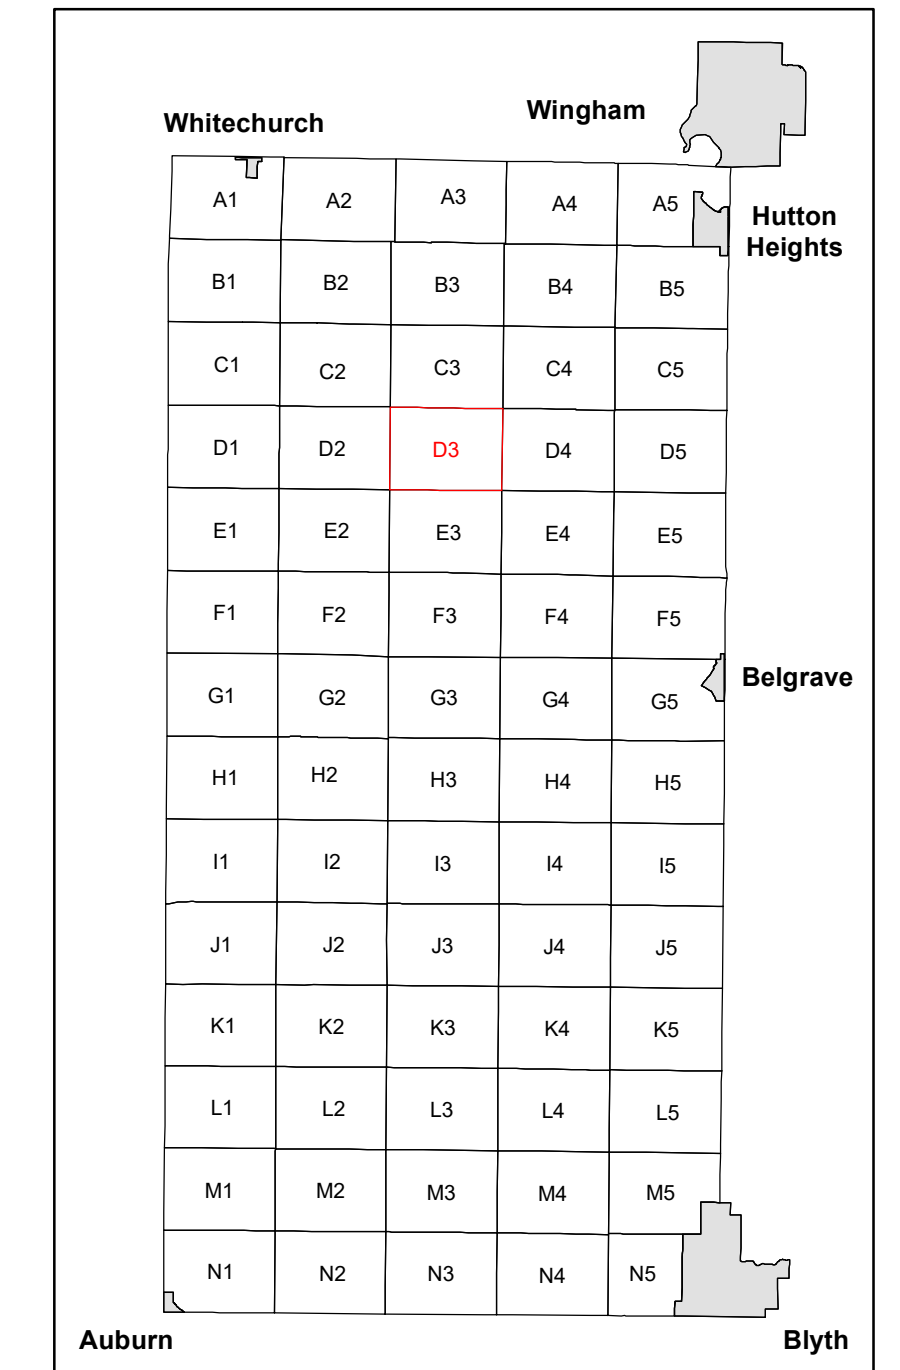 Wingham
Whitechurch
A1 A2 A3 A4 A5
Hutton
Heights
B1 B2 B3 B4 B5
C1 C2 C3 C4 C5
D1 D2 D3 D4 D5
E1 E2 E3 E4 E5
F1 F2 F3 F4 F5
Belgrave
G1 G2 G3 G4 G5
H1 H2 H3 H4 H5
I1 I2 I3 I4 I5
J1 J2 J3 J4 J5
K1 K2 K3 K4 K5
L1 L2 L3 L4 L5
M1 M2 M3 M4 M5
N1 N2 N3 N4 N5
Auburn
Blyth